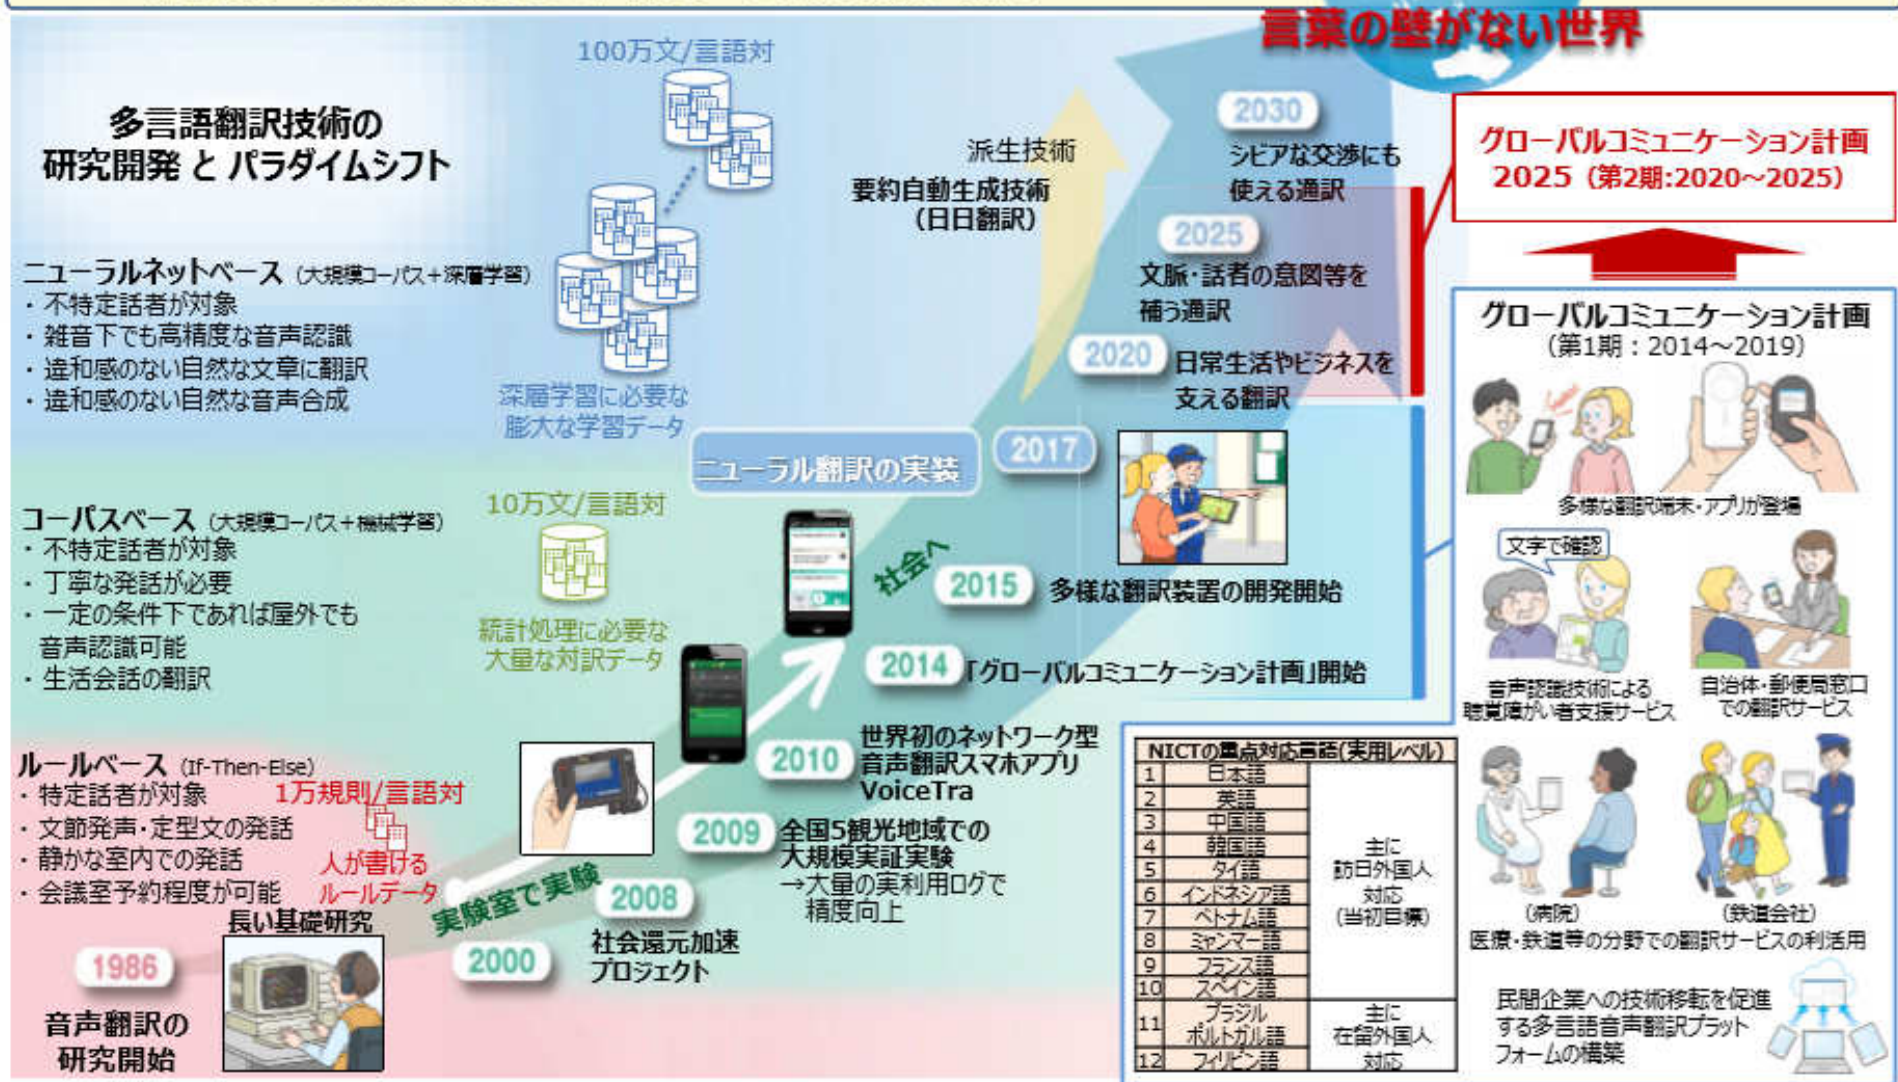 言葉の壁がない世界
多言語翻訳技術の
研究開発 と パラダイムシフト
100万文/言語対
深層学習に必要な
膨大な学習データ
ニューラルネットベース（大規模コーパス＋深層学習）
・不特定話者が対象
・雑音下でも高精度な音声認識
・違和感のない自然な文章に翻訳
・違和感のない自然な音声合成
コーパスベース（大規模コーパス＋機械学習）
・不特定話者が対象
・丁寧な発話が必要
・一定の条件下であれば屋外でも
音声認識可能
・生活会話の翻訳
10万文/言語対
統計処理に必要な
大量な対訳データ
ルールベース (If-Then-Else)
・特定話者が対象
・文節発声・定型文の発話
・静かな室内での発話
・会議室予約程度が可能
1万規則/言語対
人が書ける
ルールデータ
長い基礎研究
1986
音声翻訳の
研究開始
実験室で実験
2000
2008
社会還元加速
プロジェクト
2009
全国5観光地域での
大規模実証実験
→大量の実利用ログで
精度向上
2010
世界初のネットワーク型
音声翻訳スマホアプリ
VoiceTra
2014
「グローバルコミュニケーション計画」開始
社会へ
2015
多様な翻訳装置の開発開始
ニューラル翻訳の実装
2017
2020
日常生活やビジネスを
支える翻訳
2025
文脈・話者の意図等を
補う通訳
2030
シビアな交渉にも
使える通訳
派生技術
要約自動生成技術
（日日翻訳）
グローバルコミュニケーション計画
2025（第2期:2020～2025）
グローバルコミュニケーション計画
（第1期：2014～2019）
多様な翻訳端末・アプリが登場
文字で確認
音声認識技術による
聴覚障がい者支援サービス
自治体・郵便局窓口
での翻訳サービス
（病院）
（鉄道会社）
医療・鉄道等の分野での翻訳サービスの利活用
民間企業への技術移転を促進
する多言語音声翻訳プラット
フォームの構築
NICTの重点対応言語(実用レベル)
1 日本語
2 英語
3 中国語
4 韓国語
5 タイ語
6 インドネシア語
7 ベトナム語
8 ミャンマー語
9 フランス語
10 スペイン語
主に
訪日外国人
対応
（当初目標）
11 ブラジル
ポルトガル語
12 フィリピン語
主に
在留外国人
対応